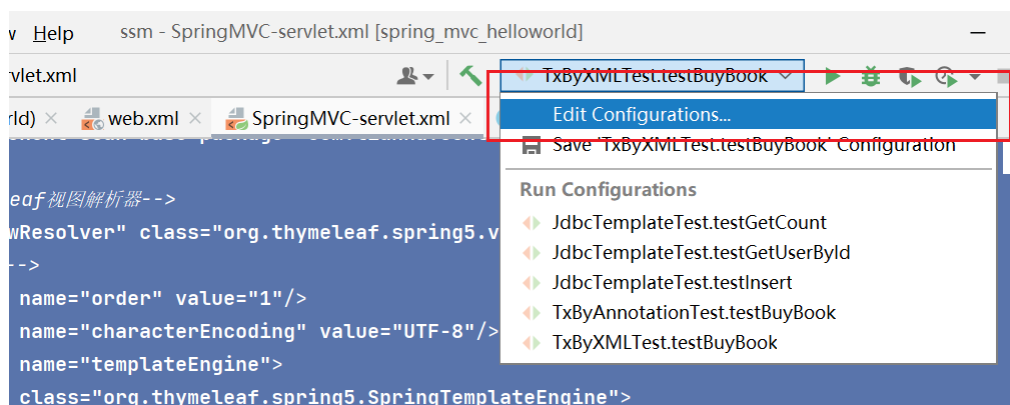 Help ssm - SpringMVC-servlet.xml [spring_mvc_helloworld]
vlet.xml TxByXMLTest.testBuyBook
rld) web.xml SpringMVC-servlet.xml
Edit Configurations...
Save 'TxByXMLTest.testBuyBook' Configuration
eaf视图解析器-->
Run Configurations
wResolver" class="org.thymeleaf.spring5.v
JdbcTemplateTest.testGetCount
-->
JdbcTemplateTest.testGetUserById
name="order" value="1"/>
JdbcTemplateTest.testInsert
name="characterEncoding" value="UTF-8"/>
TxByAnnotationTest.testBuyBook
name="templateEngine">
TxByXMLTest.testBuyBook
class="org.thymeleaf.spring5.SpringTemplateEngine">